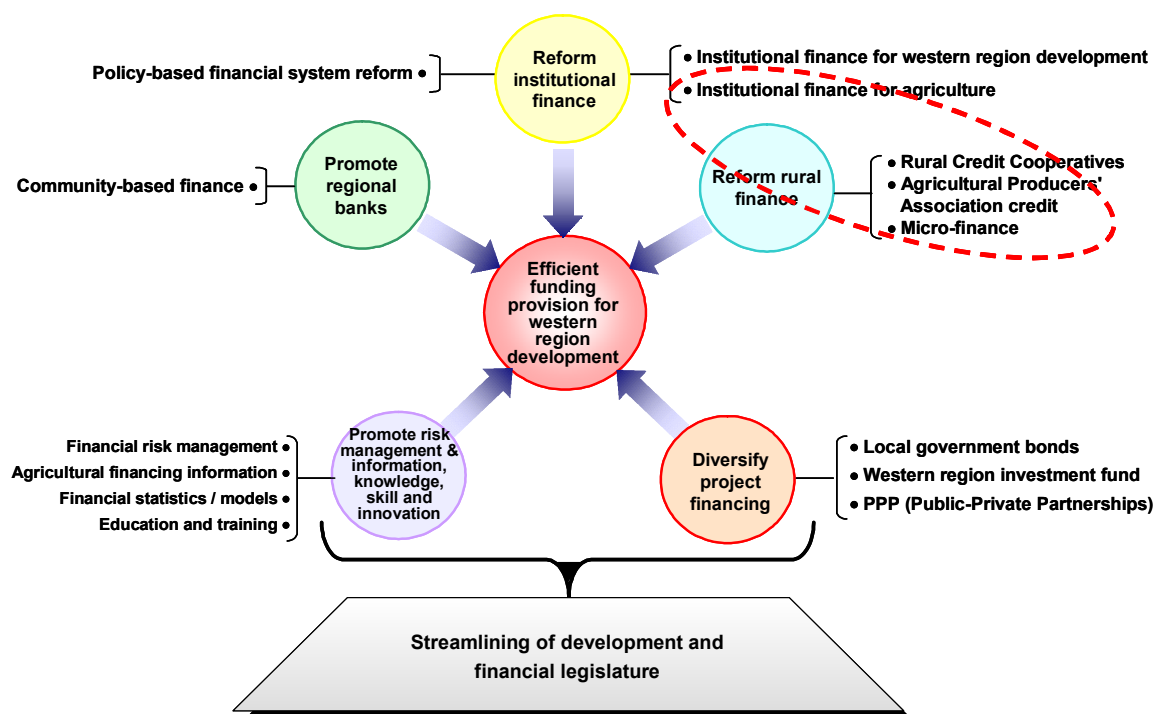 Reform
institutional
finance
Policy-based financial system reform •
• Institutional finance for western region development
• Institutional finance for agriculture
Promote
regional
banks
Community-based finance •
Reform rural
finance
• Rural Credit Cooperatives
• Agricultural Producers'
Association credit
• Micro-finance
Efficient
funding
provision for
western
region
development
Promote risk
management &
information,
knowledge,
skill and
innovation
Financial risk management •
Agricultural financing information •
Financial statistics / models •
Education and training •
Diversify
project
financing
• Local government bonds
• Western region investment fund
• PPP (Public-Private Partnerships)
Streamlining of development and
financial legislature